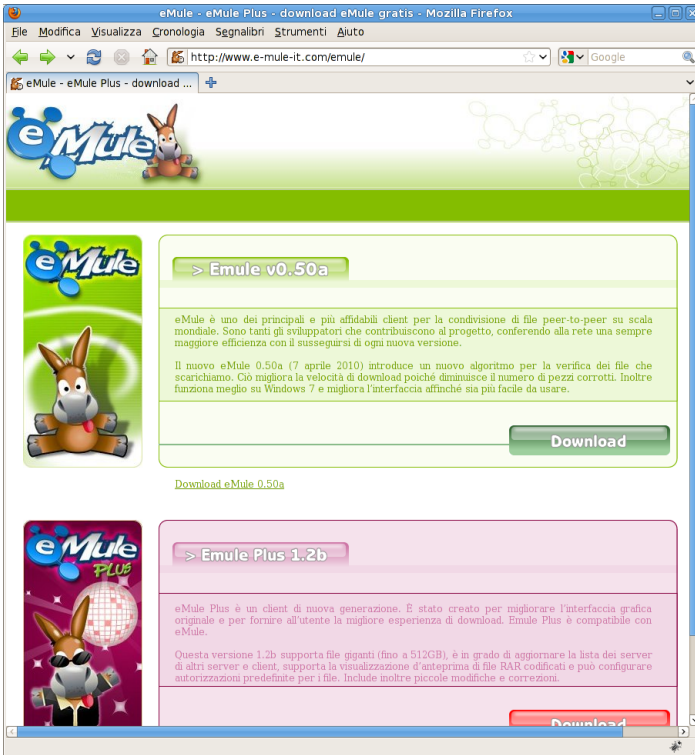 eMule - eMule Plus - download eMule gratis - Mozilla Firefox
File Modifica Visualizza Cronologia Segnalibri Strumenti Aiuto
http://www.e-mule-it.com/emule/
Google
eMule - eMule Plus - download ...
eMule
eMule
> Emule v0.50a
eMule è uno dei principali e più affidabili client per la condivisione di file peer-to-peer su scala
mondiale. Sono tanti gli sviluppatori che contribuiscono al progetto, conferendo alla rete una sempre
maggiore efficienza con il susseguirsi di ogni nuova versione.
Il nuovo eMule 0.50a (7 aprile 2010) introduce un nuovo algoritmo per la verifica dei file che
scarichiamo. Ciò migliora la velocità di download poiché diminuisce il numero di pezzi corrotti. Inoltre
funziona meglio su Windows 7 e migliora l'interfaccia affinché sia più facile da usare.
Download
Download eMule 0.50a
eMule
PLUS
> Emule Plus 1.2b
eMule Plus è un client di nuova generazione. È stato creato per migliorare l'interfaccia grafica
originale e per fornire all'utente la migliore esperienza di download. Emule Plus è compatibile con
eMule.
Questa versione 1.2b supporta file giganti (fino a 512GB), è in grado di aggiornare la lista dei server
di altri server e client, supporta la visualizzazione d'anteprima di file RAR codificati e può configurare
autorizzazioni predefinite per i file. Include inoltre piccole modifiche e correzioni.
Download